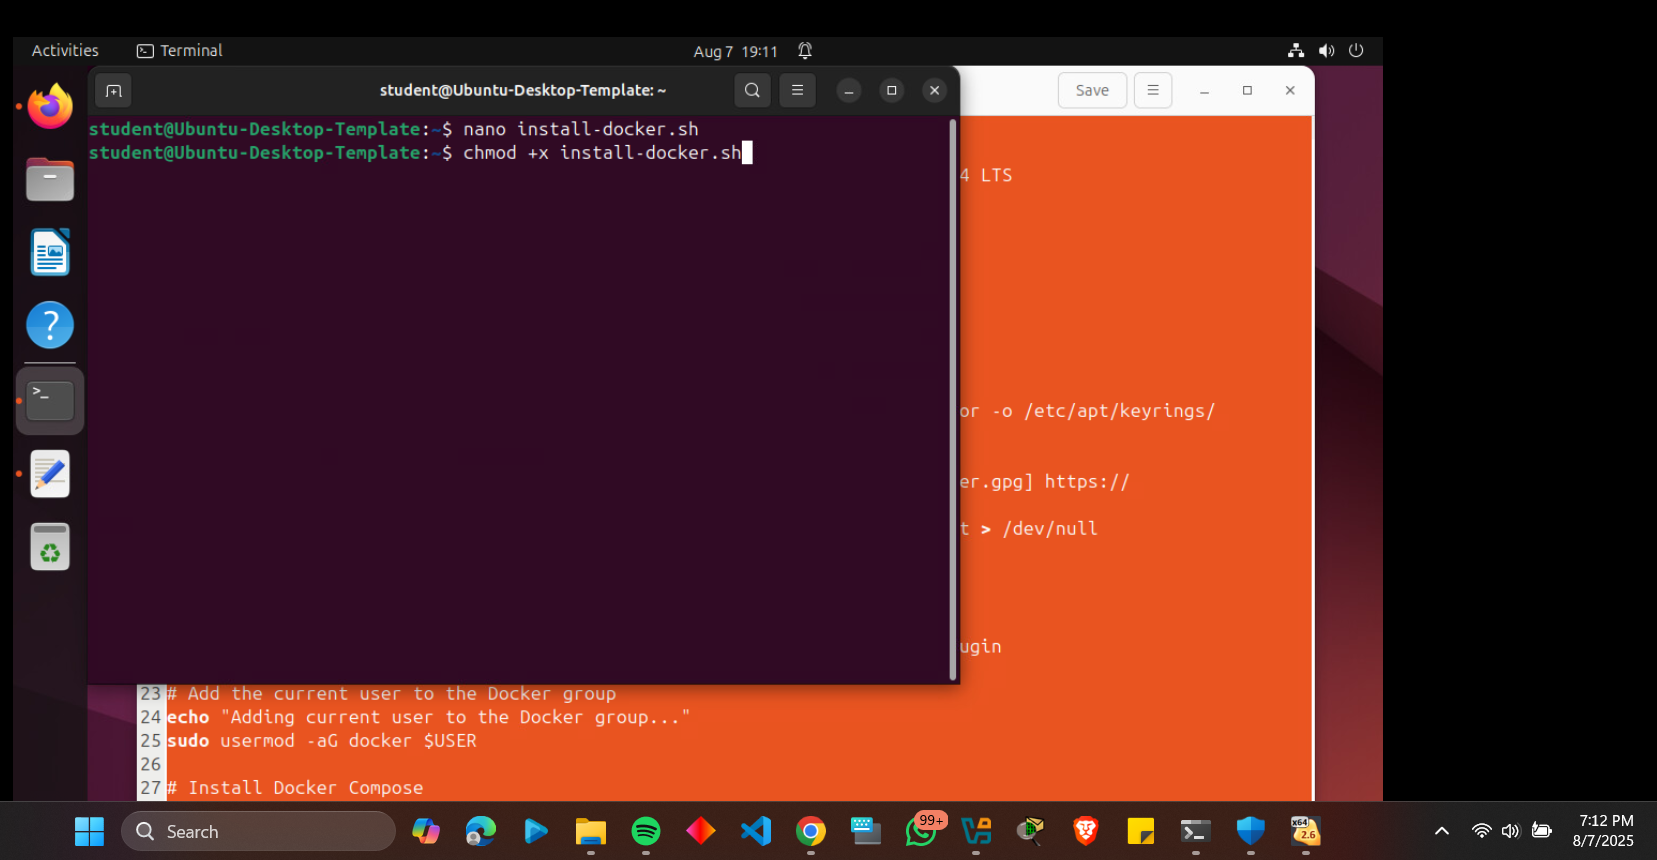 Activities
Terminal
Aug 7 19:11
student@Ubuntu-Desktop-Template: ~
Save
student@Ubuntu-Desktop-Template:~$ nano install-docker.sh
student@Ubuntu-Desktop-Template:~$ chmod +x install-docker.sh
4 LTS
or -o /etc/apt/keyrings/
er.gpg] https://
t > /dev/null
ugin
23 # Add the current user to the Docker group
24 echo "Adding current user to the Docker group..."
25 sudo usermod -aG docker $USER
26
27 # Install Docker Compose
Search
99+
x64
2.6
7:12 PM
8/7/2025